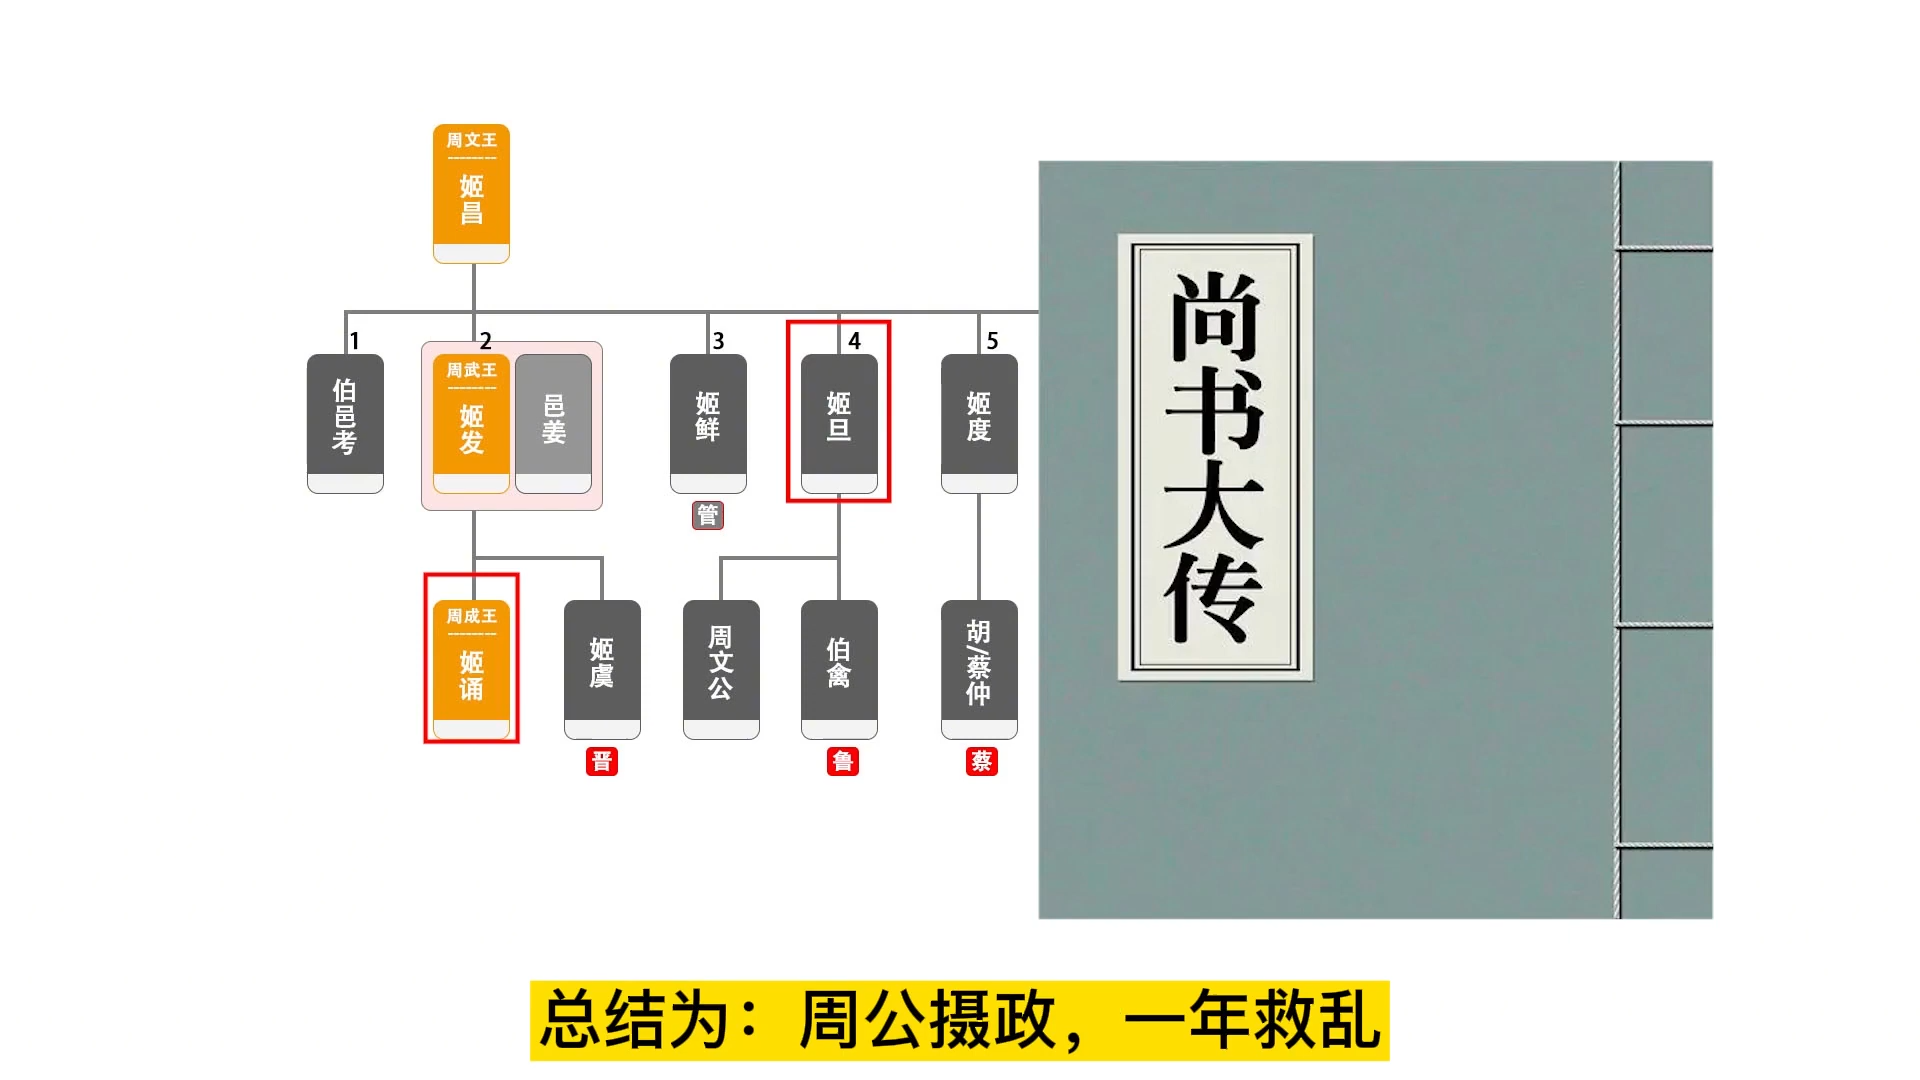 周文王
姬昌
1
2
3
4
5
伯邑考
周武王
姬发
邑姜
姬鲜
姬旦
姬度
管
周成王
姬诵
姬虞
周文公
伯禽
胡/蔡仲
晋
鲁
蔡
尚书大传
总结为：周公摄政，一年救乱